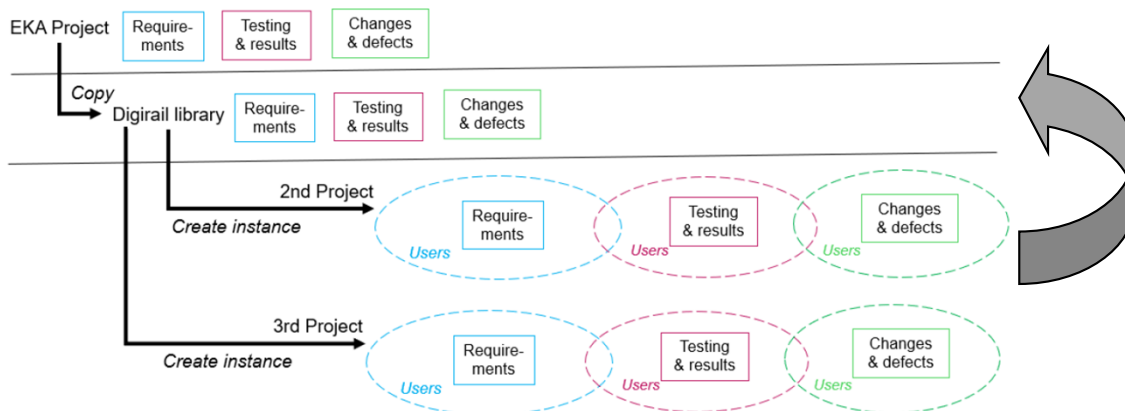 EKA Project
Require-
ments
Testing
& results
Changes
& defects
Copy
Digirail library
Require-
ments
Testing
& results
Changes
& defects
2nd Project
Create instance
Require-
ments
Users
Testing
& results
Users
Changes
& defects
Users
3rd Project
Create instance
Require-
ments
Users
Testing
& results
Users
Changes
& defects
Users